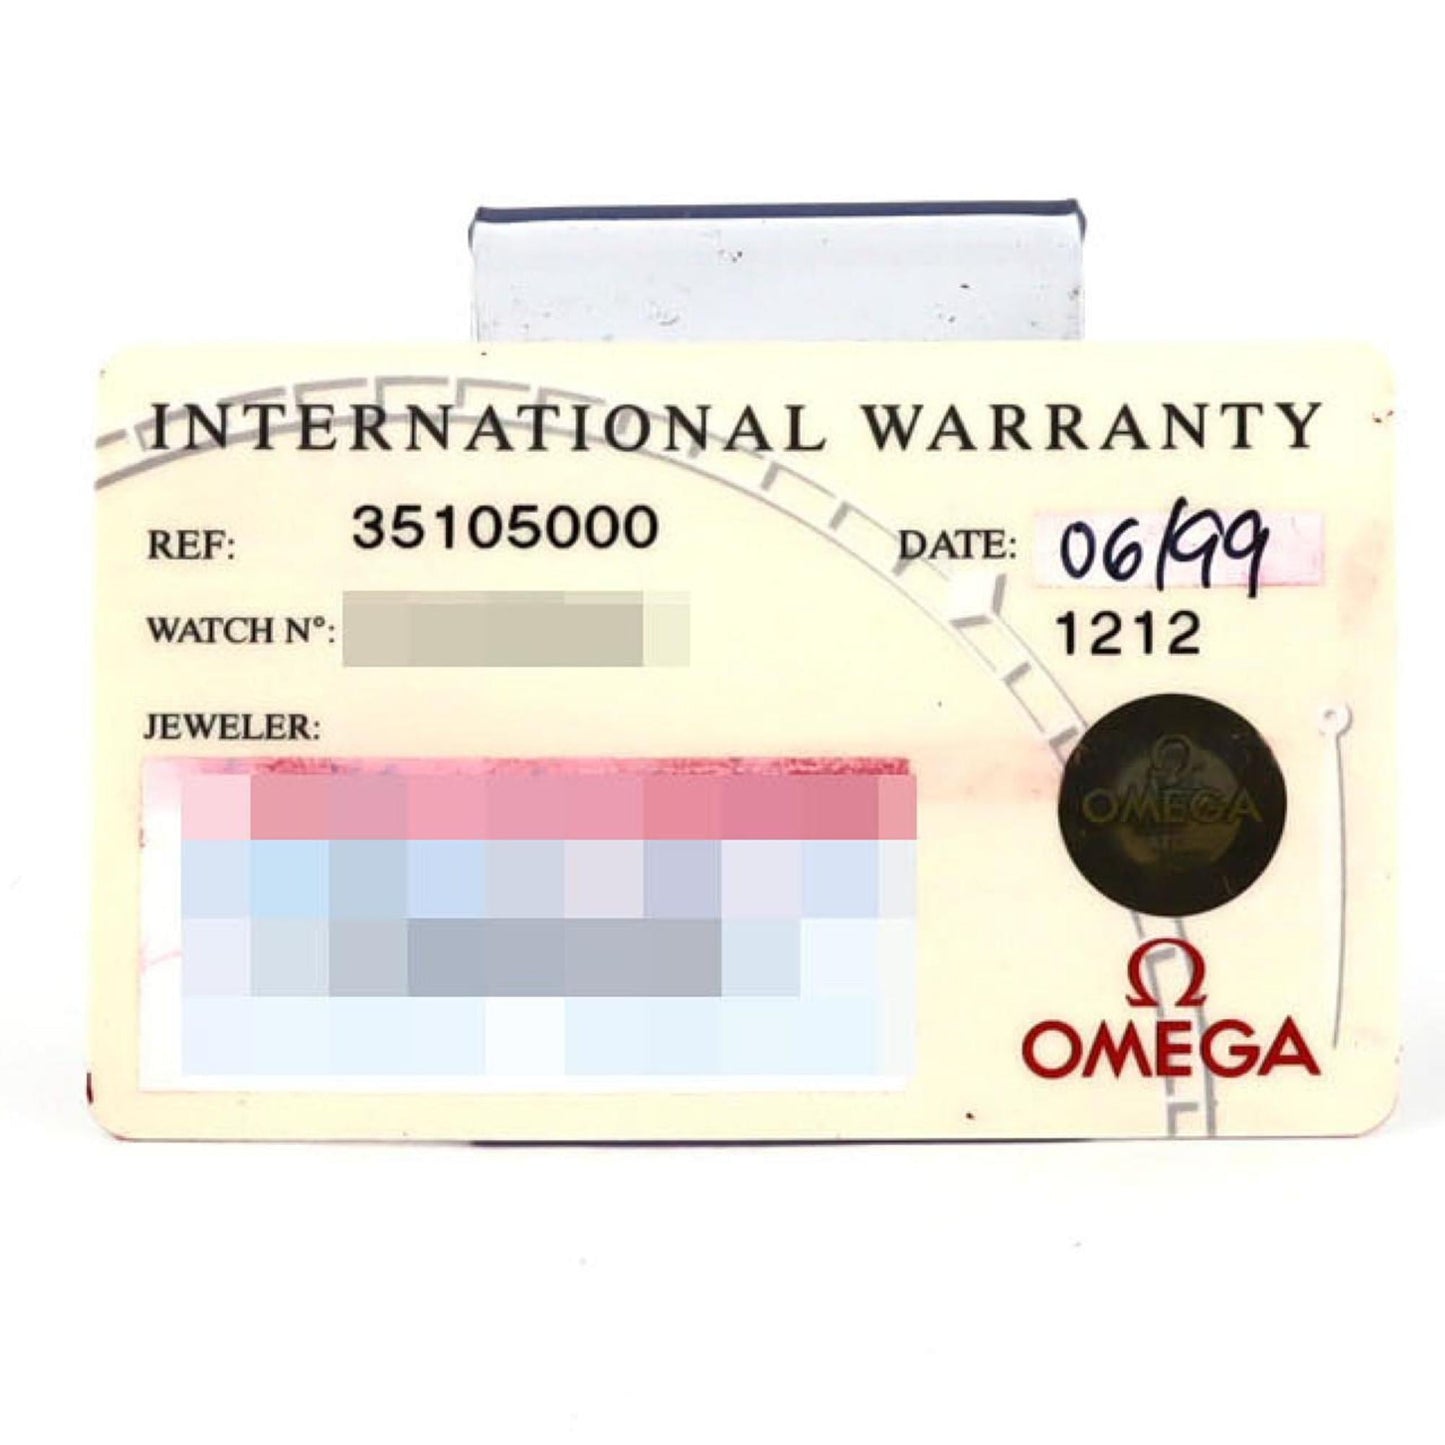 INTERNATIONAL WARRANTY
REF: 35105000
DATE: 06/99
WATCH N°:
1212
JEWELER:
Ω
OMEGA
Ω
OMEGA